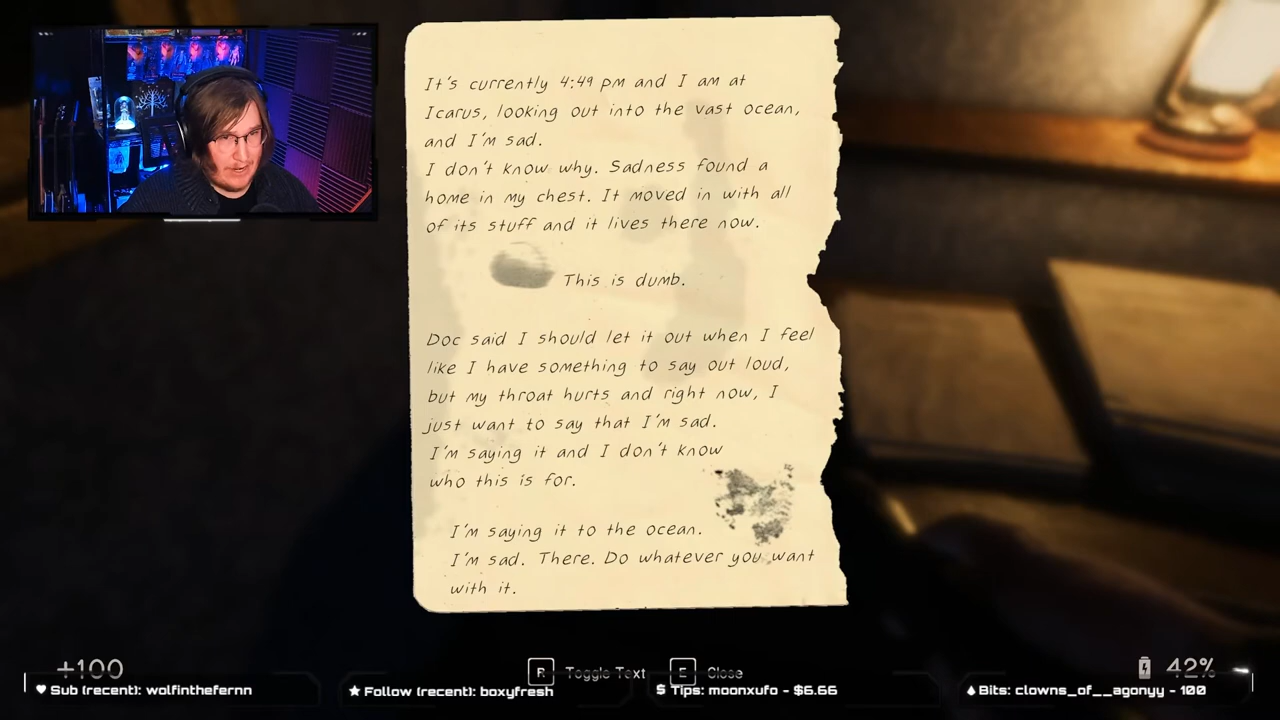 It's currently 4:49 pm and I am at
Icarus, looking out into the vast ocean,
and I'm sad.
I don't know why. Sadness found a
home in my chest. It moved in with all
of its stuff and it lives there now.
This is dumb.
Doc said I should let it out when I feel
like I have something to say out loud,
but my throat hurts and right now, I
just want to say that I'm sad.
I'm saying it and I don't know
who this is for.
I'm saying it to the ocean.
I'm sad. There. Do whatever you want
with it.
+100
R Toggle Text E Close
42%
Sub (recent): wolfinthefernn
Follow (recent): boxyfresh
$ Tips: moonxufo - $6.66
Bits: clowns_of__agonyy - 100